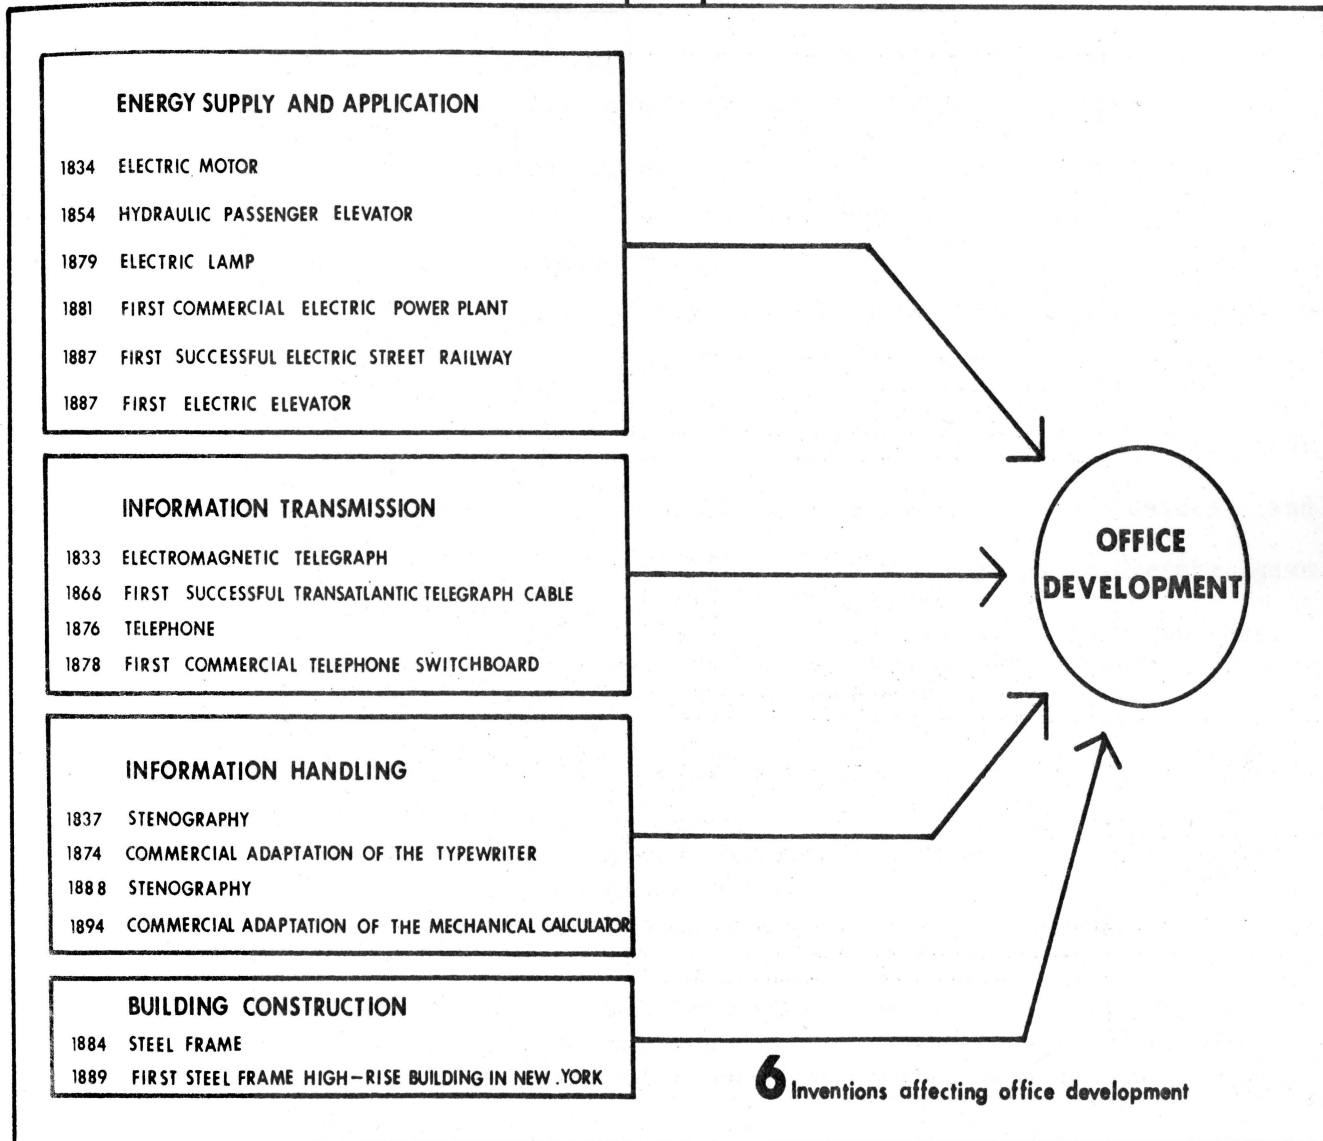 ENERGY SUPPLY AND APPLICATION
1834 ELECTRIC MOTOR
1854 HYDRAULIC PASSENGER ELEVATOR
1879 ELECTRIC LAMP
1881 FIRST COMMERCIAL ELECTRIC POWER PLANT
1887 FIRST SUCCESSFUL ELECTRIC STREET RAILWAY
1887 FIRST ELECTRIC ELEVATOR
INFORMATION TRANSMISSION
1833 ELECTROMAGNETIC TELEGRAPH
1866 FIRST SUCCESSFUL TRANSATLANTIC TELEGRAPH CABLE
1876 TELEPHONE
1878 FIRST COMMERCIAL TELEPHONE SWITCHBOARD
INFORMATION HANDLING
1837 STENOGRAPHY
1874 COMMERCIAL ADAPTATION OF THE TYPEWRITER
1888 STENOGRAPHY
1894 COMMERCIAL ADAPTATION OF THE MECHANICAL CALCULATOR
BUILDING CONSTRUCTION
1884 STEEL FRAME
1889 FIRST STEEL FRAME HIGH-RISE BUILDING IN NEW YORK
OFFICE
DEVELOPMENT
6 Inventions affecting office development